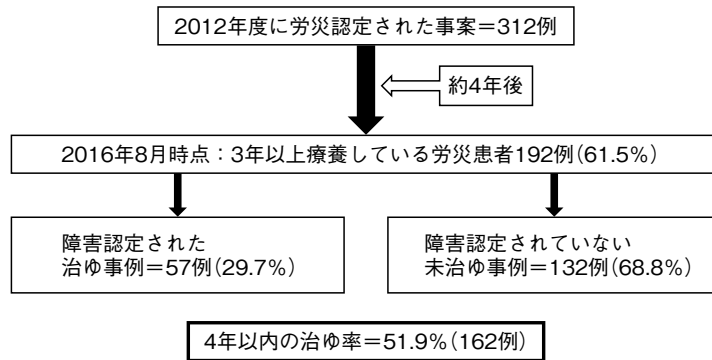 2012年度に労災認定された事案＝312例
約4年後
2016年8月時点：3年以上療養している労災患者192例(61.5%)
障害認定された
治ゆ事例＝57例(29.7%)
障害認定されていない
未治ゆ事例＝132例(68.8%)
4年以内の治ゆ率＝51.9%(162例)